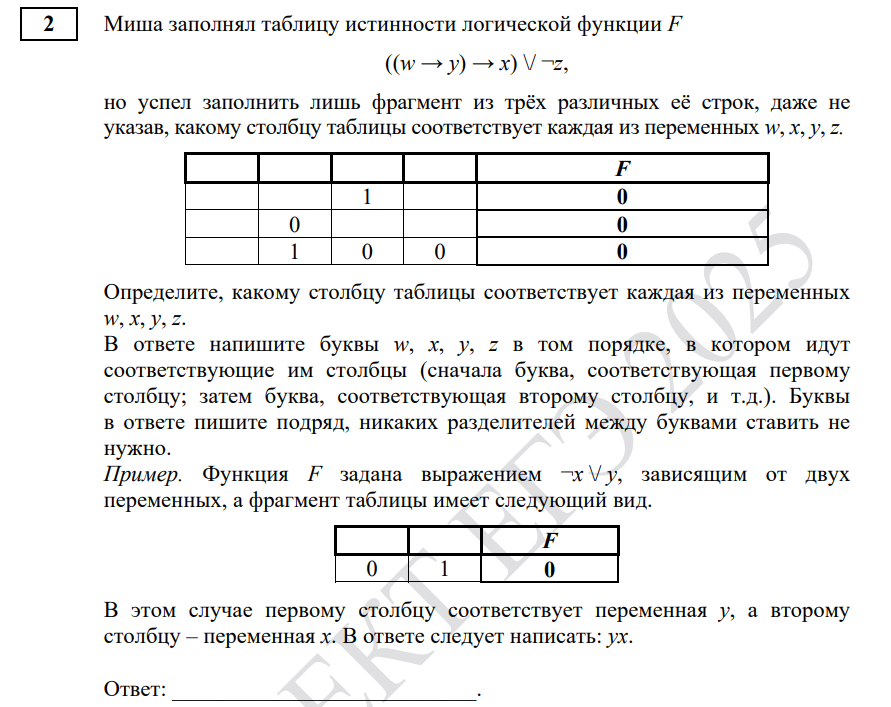 2
Миша заполнял таблицу истинности логической функции F
((w → y) → x) \/ ¬z,
но успел заполнить лишь фрагмент из трёх различных её строк, даже не
указав, какому столбцу таблицы соответствует каждая из переменных w, x, y, z.
F
1 0
0 0
1 0 0 0
Определите, какому столбцу таблицы соответствует каждая из переменных
w, x, y, z.
В ответе напишите буквы w, x, y, z в том порядке, в котором идут
соответствующие им столбцы (сначала буква, соответствующая первому
столбцу; затем буква, соответствующая второму столбцу, и т.д.). Буквы
в ответе пишите подряд, никаких разделителей между буквами ставить не
нужно.
Пример. Функция F задана выражением ¬x \/ y, зависящим от двух
переменных, а фрагмент таблицы имеет следующий вид.
F
0 1 0
В этом случае первому столбцу соответствует переменная y, а второму
столбцу – переменная x. В ответе следует написать: yx.
Ответ: ___________________________.
ЕКТ ЕГЭ 2025